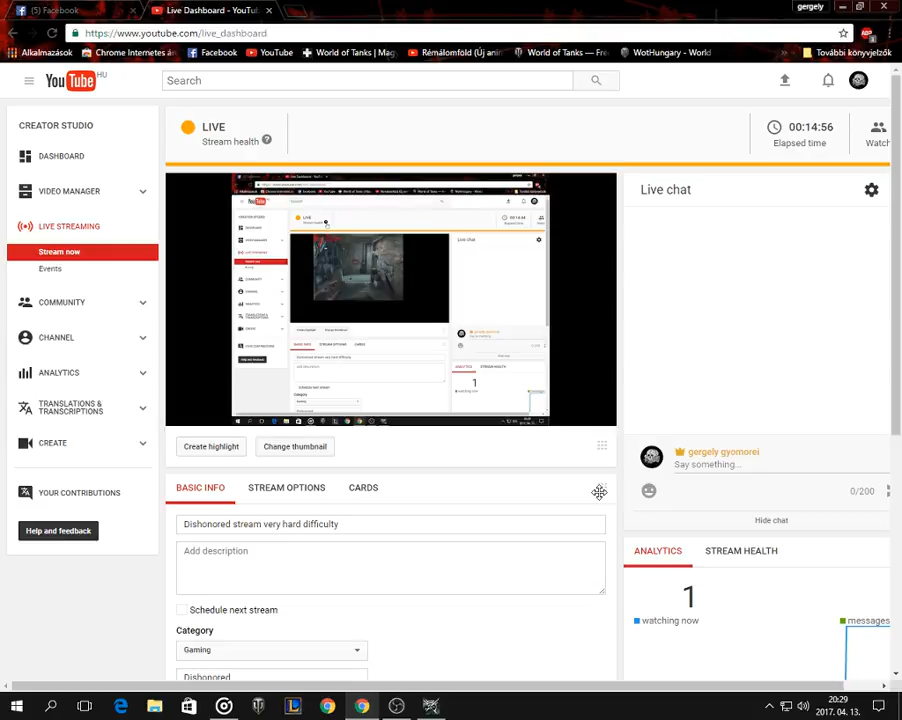 (5) Facebook
Live Dashboard - YouTu
gergely
https://www.youtube.com/live_dashboard
Alkalmazások
Chrome Internetes án
Facebook
YouTube
World of Tanks | Mag
Rémálomföld (Új anin
World of Tanks — Free
WotHungary - World
További könyvjelzők
YouTube HU
Search
CREATOR STUDIO
DASHBOARD
VIDEO MANAGER
LIVE STREAMING
Stream now
Events
COMMUNITY
CHANNEL
ANALYTICS
TRANSLATIONS &
TRANSCRIPTIONS
CREATE
YOUR CONTRIBUTIONS
Help and feedback
LIVE
Stream health ?
00:14:56
Elapsed time
Watch
Create highlight
Change thumbnail
BASIC INFO
STREAM OPTIONS
CARDS
Dishonored stream very hard difficulty
Add description
Schedule next stream
Category
Gaming
Dishonored
Live chat
gergely gyomorei
Say something...
0/200
Hide chat
ANALYTICS
STREAM HEALTH
1
watching now
messages
20:29
2017. 04. 13.